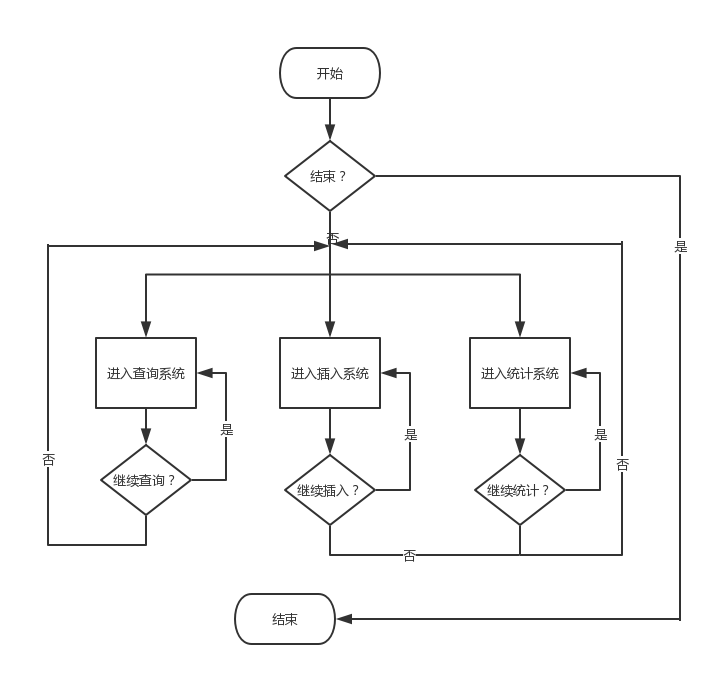 开始
结束？
否
是
进入查询系统
进入插入系统
进入统计系统
是
是
是
否
否
继续查询？
继续插入？
继续统计？
否
结束